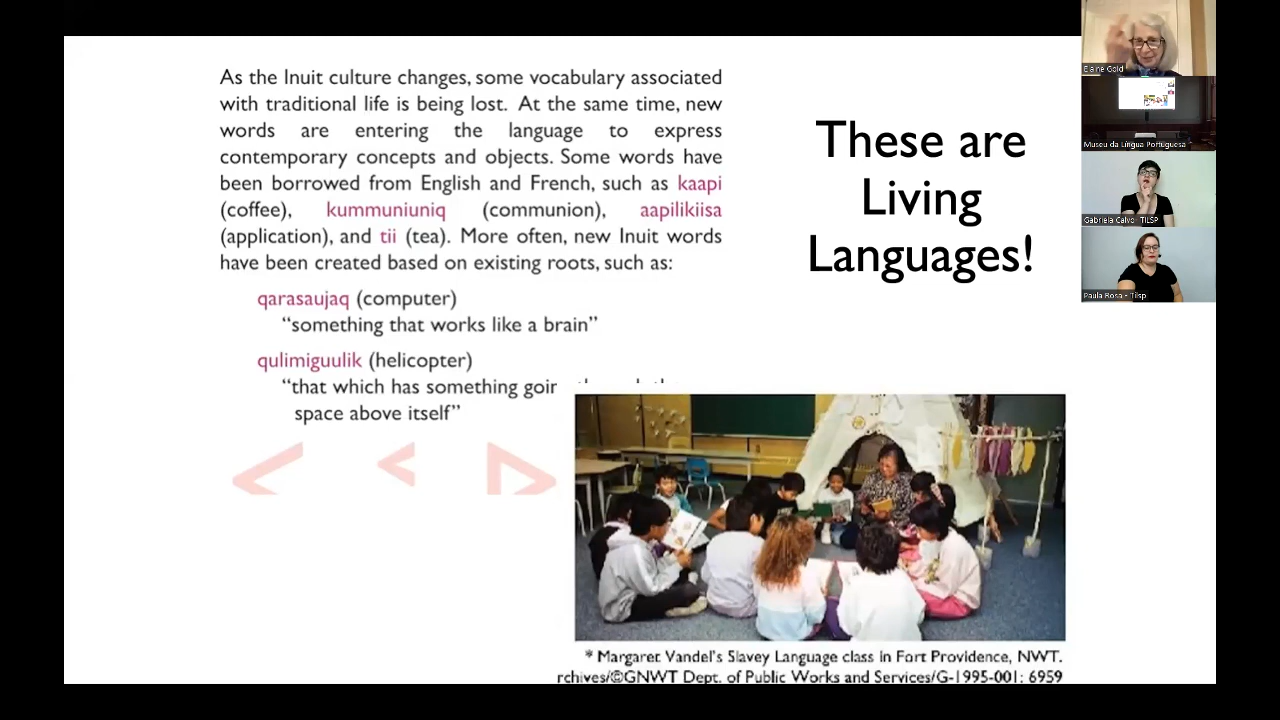 As the Inuit culture changes, some vocabulary associated
with traditional life is being lost. At the same time, new
words are entering the language to express
contemporary concepts and objects. Some words have
been borrowed from English and French, such as kaapi
(coffee), kummuniuniq (communion), aapilikiisa
(application), and tii (tea). More often, new Inuit words
have been created based on existing roots, such as:
qarasaujaq (computer)
“something that works like a brain”
qulimiguulik (helicopter)
“that which has something
space above itself”
These are
Living
Languages!
* Margaret Vandel's Slavey Language class in Fort Providence, NWT.
rchives/©GNWT Dept. of Public Works and Services/G-1995-001: 6959
Elaine Gold
Museu da Língua Portuguesa
Gabriela Calvo- TILSP
Paula Rosa - Tilsp